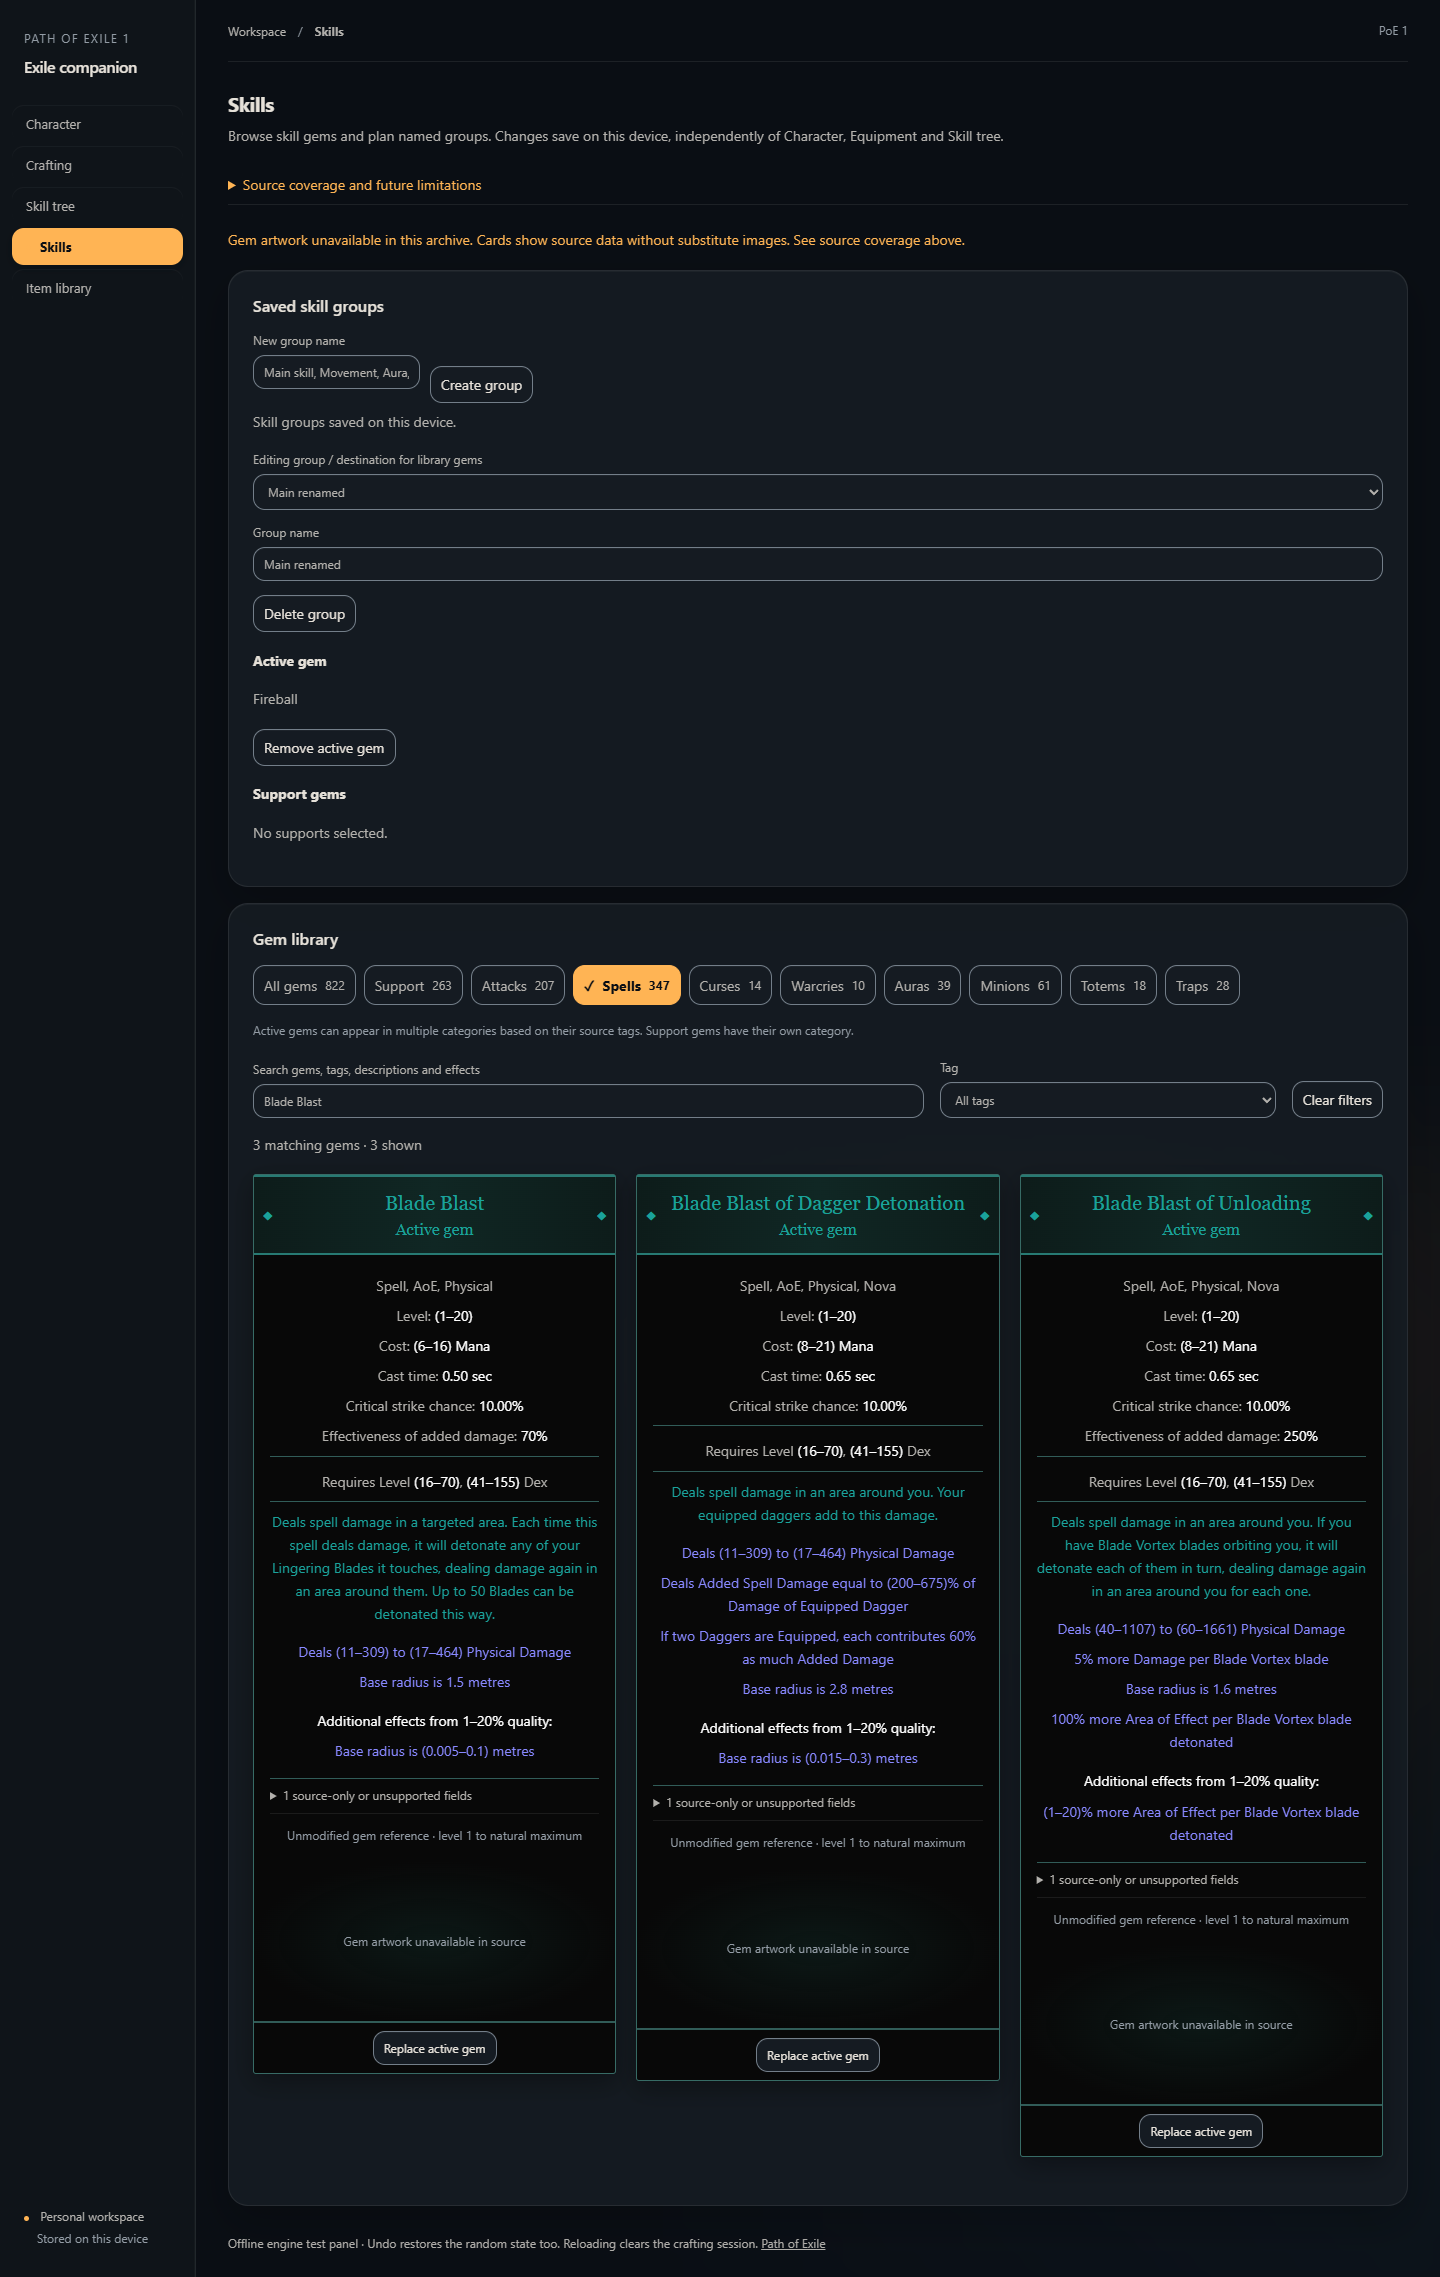 PATH OF EXILE 1
Exile companion
Character
Crafting
Skill tree
Skills
Item library
Personal workspace
Stored on this device
Workspace / Skills
PoE 1
Skills
Browse skill gems and plan named groups. Changes save on this device, independently of Character, Equipment and Skill tree.
Source coverage and future limitations
Gem artwork unavailable in this archive. Cards show source data without substitute images. See source coverage above.
Saved skill groups
New group name
Main skill, Movement, Aura,
Create group
Skill groups saved on this device.
Editing group / destination for library gems
Main renamed
Group name
Main renamed
Delete group
Active gem
Fireball
Remove active gem
Support gems
No supports selected.
Gem library
All gems 822
Support 263
Attacks 207
✓ Spells 347
Curses 14
Warcries 10
Auras 39
Minions 61
Totems 18
Traps 28
Active gems can appear in multiple categories based on their source tags. Support gems have their own category.
Search gems, tags, descriptions and effects
Blade Blast
Tag
All tags
Clear filters
3 matching gems · 3 shown
Blade Blast
Active gem
Spell, AoE, Physical
Level: (1–20)
Cost: (6–16) Mana
Cast time: 0.50 sec
Critical strike chance: 10.00%
Effectiveness of added damage: 70%
Requires Level (16–70), (41–155) Dex
Deals spell damage in a targeted area. Each time this
spell deals damage, it will detonate any of your
Lingering Blades it touches, dealing damage again in
an area around them. Up to 50 Blades can be
detonated this way.
Deals (11–309) to (17–464) Physical Damage
Base radius is 1.5 metres
Additional effects from 1–20% quality:
Base radius is (0.005–0.1) metres
1 source-only or unsupported fields
Unmodified gem reference · level 1 to natural maximum
Gem artwork unavailable in source
Replace active gem
Blade Blast of Dagger Detonation
Active gem
Spell, AoE, Physical, Nova
Level: (1–20)
Cost: (8–21) Mana
Cast time: 0.65 sec
Critical strike chance: 10.00%
Requires Level (16–70), (41–155) Dex
Deals spell damage in an area around you. Your
equipped daggers add to this damage.
Deals (11–309) to (17–464) Physical Damage
Deals Added Spell Damage equal to (200–675)% of
Damage of Equipped Dagger
If two Daggers are Equipped, each contributes 60%
as much Added Damage
Base radius is 2.8 metres
Additional effects from 1–20% quality:
Base radius is (0.015–0.3) metres
1 source-only or unsupported fields
Unmodified gem reference · level 1 to natural maximum
Gem artwork unavailable in source
Replace active gem
Blade Blast of Unloading
Active gem
Spell, AoE, Physical, Nova
Level: (1–20)
Cost: (8–21) Mana
Cast time: 0.65 sec
Critical strike chance: 10.00%
Effectiveness of added damage: 250%
Requires Level (16–70), (41–155) Dex
Deals spell damage in an area around you. If you
have Blade Vortex blades orbiting you, it will
detonate each of them in turn, dealing damage again
in an area around you for each one.
Deals (40–1107) to (60–1661) Physical Damage
5% more Damage per Blade Vortex blade
Base radius is 1.6 metres
100% more Area of Effect per Blade Vortex blade
detonated
Additional effects from 1–20% quality:
(1–20)% more Area of Effect per Blade Vortex blade
detonated
1 source-only or unsupported fields
Unmodified gem reference · level 1 to natural maximum
Gem artwork unavailable in source
Replace active gem
Offline engine test panel · Undo restores the random state too. Reloading clears the crafting session. Path of Exile